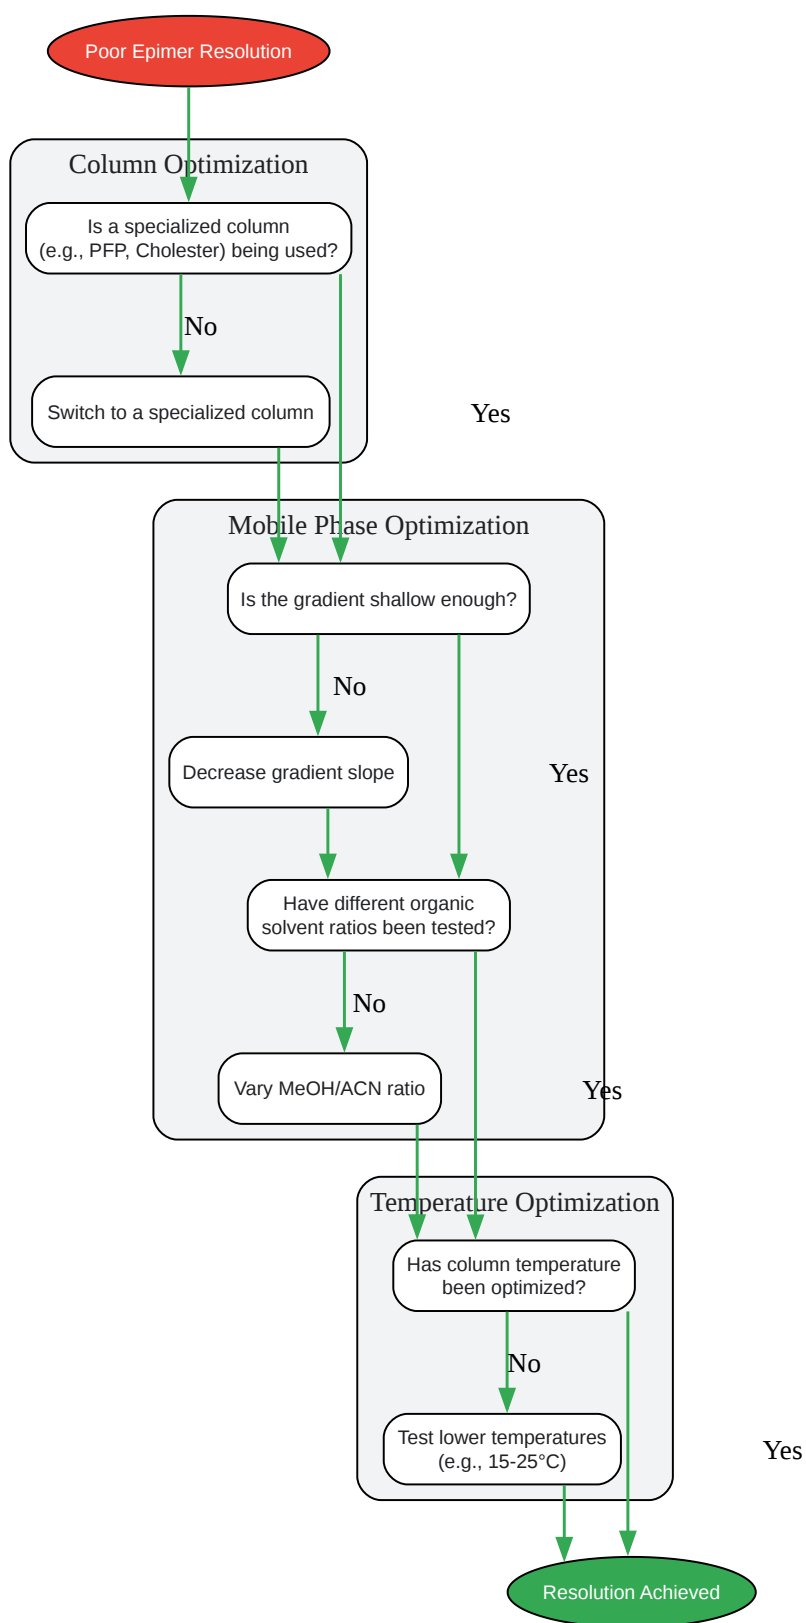 Poor Epimer Resolution
Column Optimization
Is a specialized column
(e.g., PFP, Cholester) being used?
No
Switch to a specialized column
Yes
Mobile Phase Optimization
Is the gradient shallow enough?
No
Decrease gradient slope
Yes
Have different organic
solvent ratios been tested?
No
Vary MeOH/ACN ratio
Yes
Temperature Optimization
Has column temperature
been optimized?
No
Test lower temperatures
(e.g., 15-25°C)
Yes
Resolution Achieved